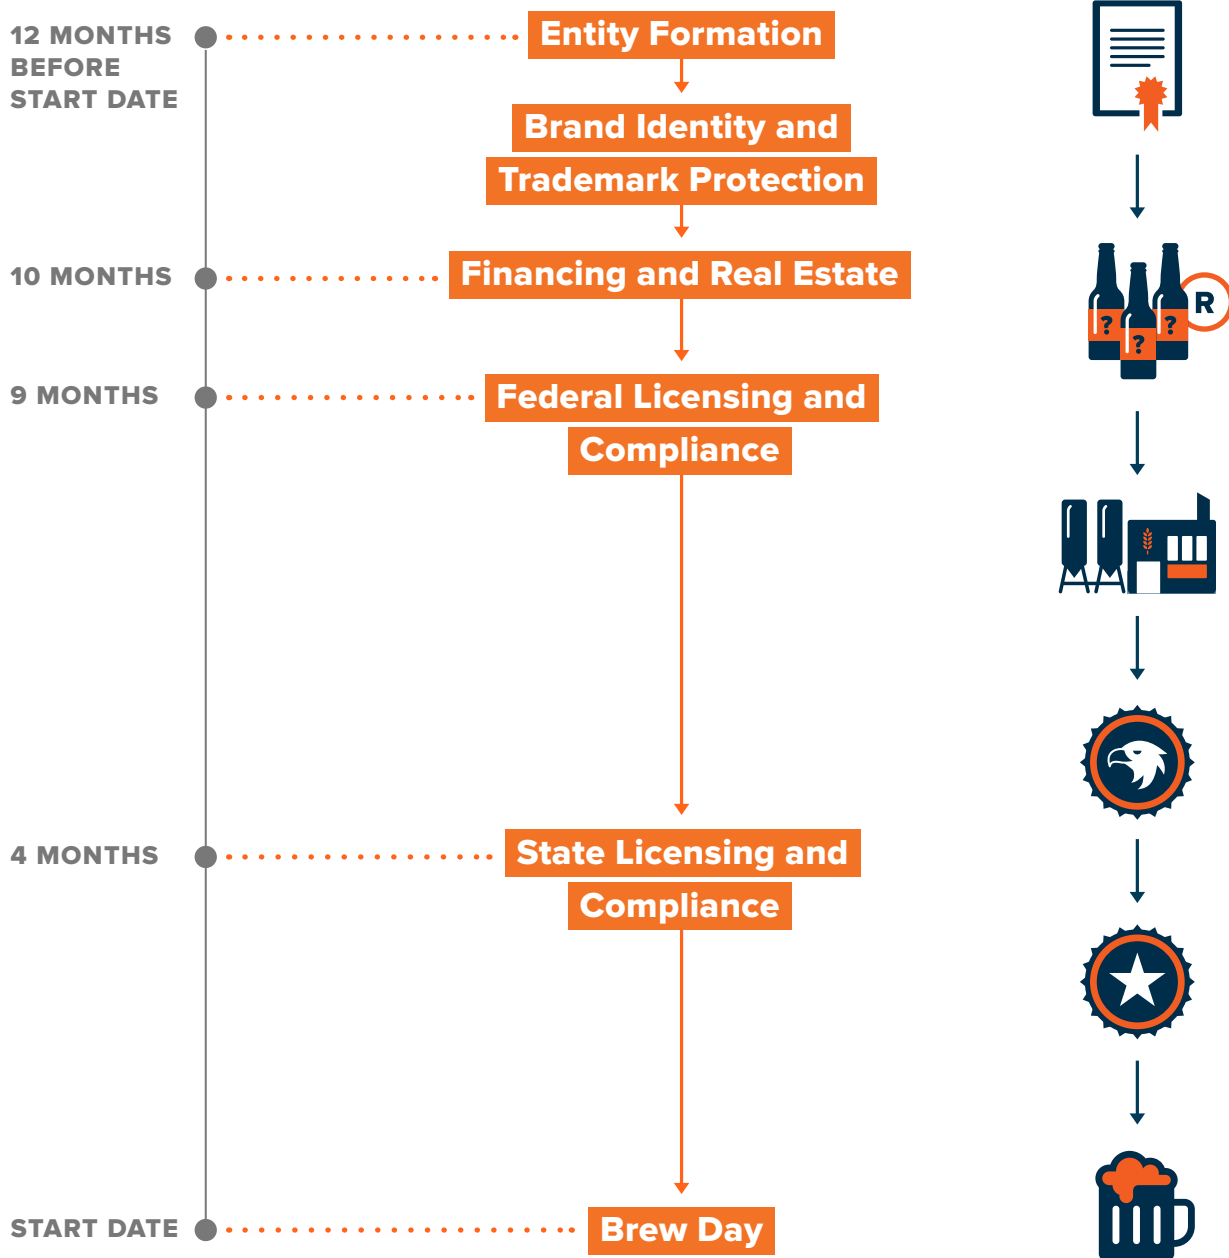 12 MONTHS
BEFORE
START DATE
Entity Formation
Brand Identity and
Trademark Protection
10 MONTHS
Financing and Real Estate
R
? ? ?
9 MONTHS
Federal Licensing and
Compliance
4 MONTHS
State Licensing and
Compliance
START DATE
Brew Day